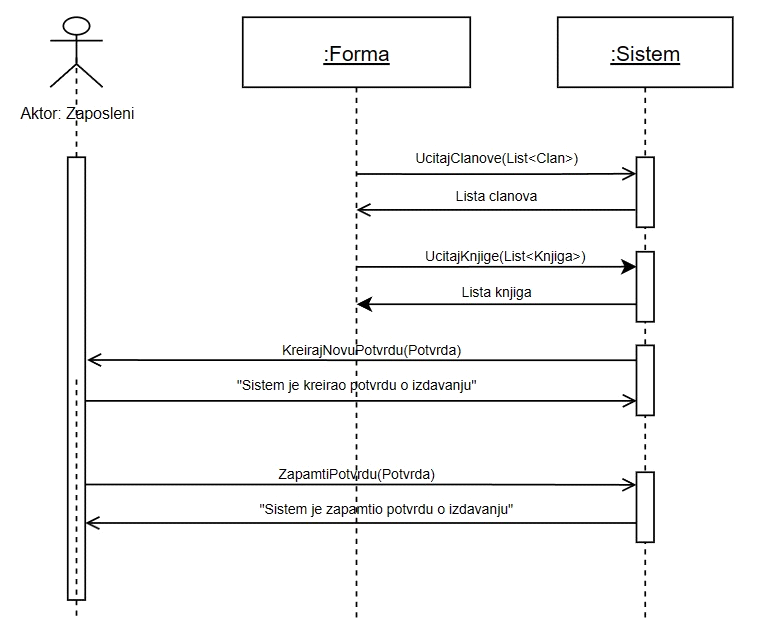 :Forma
:Sistem
Aktor: Zaposleni
UcitajClanove(List<Clan>)
Lista clanova
UcitajKnjige(List<Knjiga>)
Lista knjiga
KreirajNovuPotvrdu(Potvrda)
"Sistem je kreirao potvrdu o izdavanju"
ZapamtiPotvrdu(Potvrda)
"Sistem je zapamtio potvrdu o izdavanju"